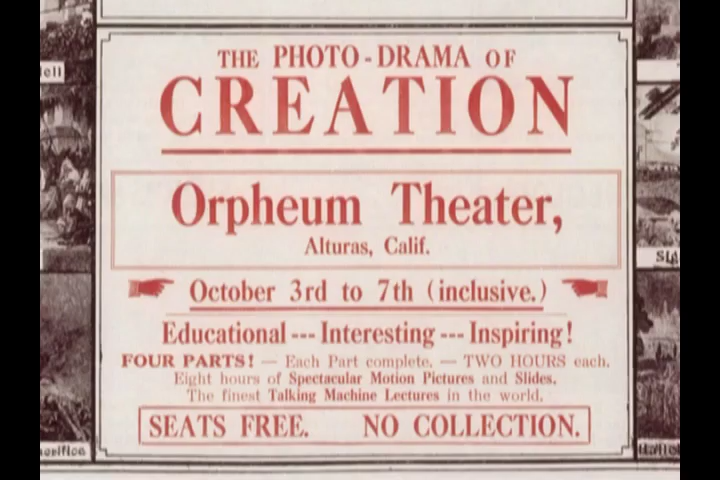 THE PHOTO-DRAMA OF
CREATION
Orpheum Theater,
Alturas, Calif.
October 3rd to 7th (inclusive.)
Educational --- Interesting --- Inspiring!
FOUR PARTS! — Each Part complete. — TWO HOURS each.
Eight hours of Spectacular Motion Pictures and Slides.
The finest Talking Machine Lectures in the world.
SEATS FREE. NO COLLECTION.